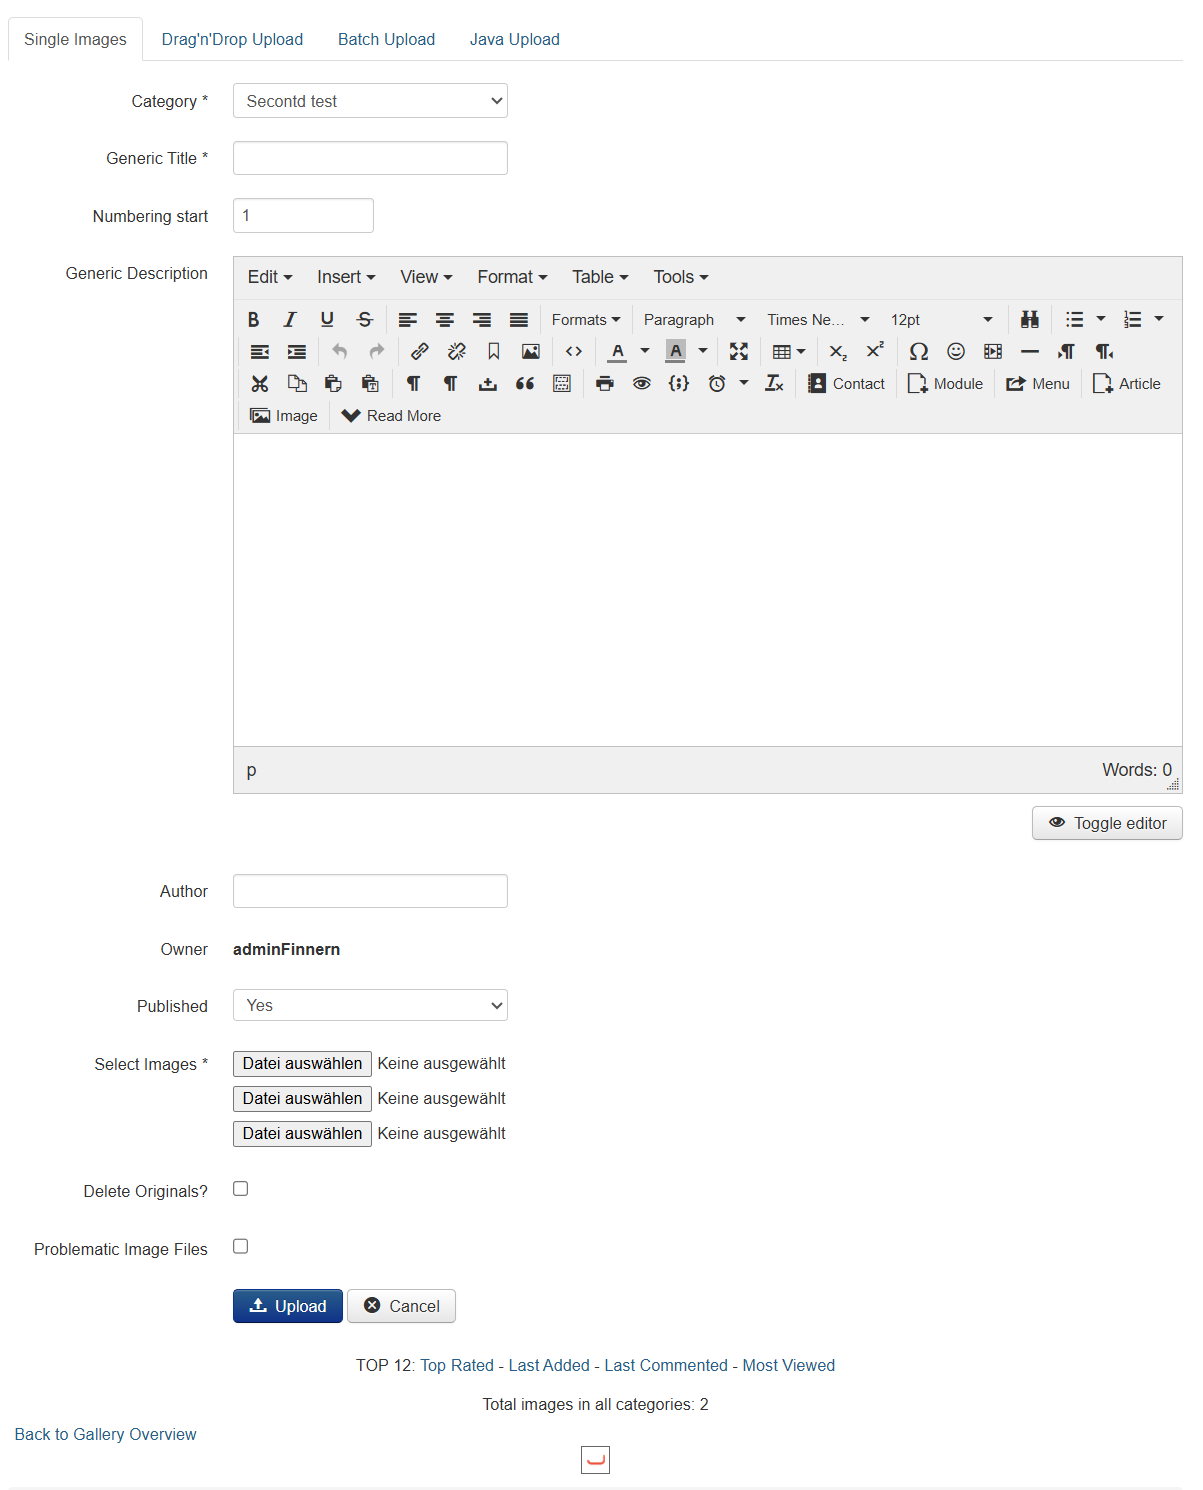 Single Images Drag'n'Drop Upload Batch Upload Java Upload
Category * Secontd test
Generic Title *
Numbering start 1
Generic Description Edit Insert View Format Table Tools
Formats Paragraph Times Ne... 12pt
Contact Module Menu Article
Image Read More
p Words: 0
Toggle editor
Author
Owner adminFinnern
Published Yes
Select Images * Datei auswählen Keine ausgewählt
Datei auswählen Keine ausgewählt
Datei auswählen Keine ausgewählt
Delete Originals?
Problematic Image Files
Upload Cancel
TOP 12: Top Rated - Last Added - Last Commented - Most Viewed
Total images in all categories: 2
Back to Gallery Overview